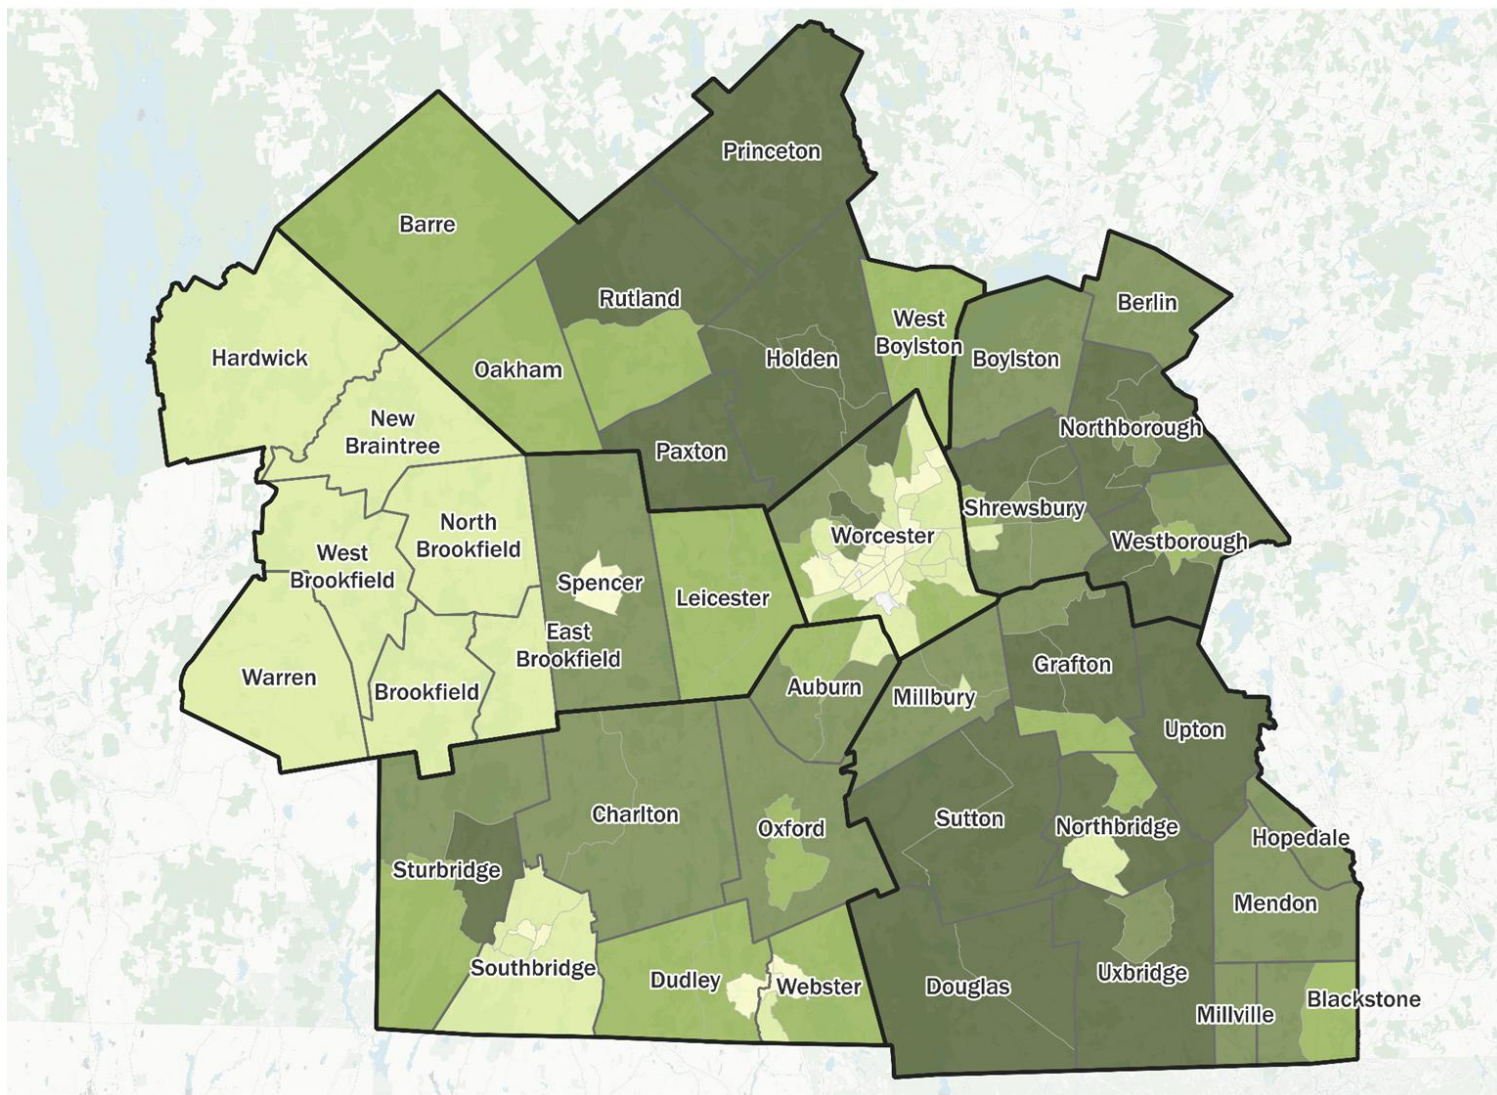 Princeton
Barre
Rutland
Berlin
West
Boylston
Hardwick
Holden
Boylston
Oakham
New
Braintree
Northborough
Paxton
Shrewsbury
North
Brookfield
Worcester
Westborough
West
Brookfield
Spencer
Leicester
East
Brookfield
Grafton
Warren
Brookfield
Auburn
Millbury
Upton
Charlton
Sutton
Oxford
Northbridge
Hopedale
Sturbridge
Mendon
Southbridge
Dudley
Webster
Douglas
Uxbridge
Blackstone
Millville